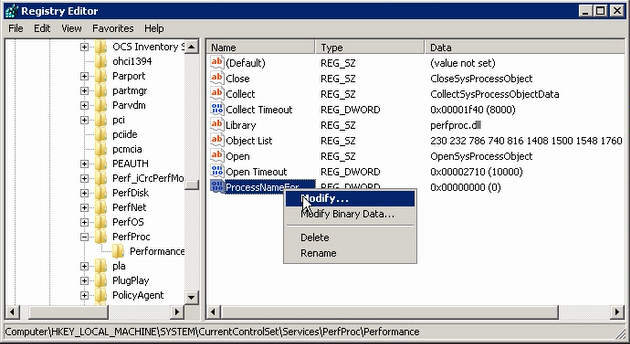 Registry Editor
File Edit View Favorites Help
OCS Inventory S
ohci1394
Parport
partmgr
Parvdm
pci
pciide
pcmcia
PEAUTH
Perf_iCrcPerfMo
PerfDisk
PerfNet
PerfOS
PerfProc
Performance
pla
PlugPlay
PolicyAgent
Name Type Data
(Default) REG_SZ (value not set)
Close REG_SZ CloseSysProcessObject
Collect REG_SZ CollectSysProcessObjectData
Collect Timeout REG_DWORD 0x00001f40 (8000)
Library REG_SZ perfproc.dll
Object List REG_SZ 230 232 786 740 816 1408 1500 1548 1760
Open REG_SZ OpenSysProcessObject
Open Timeout REG_DWORD 0x00002710 (10000)
ProcessNameFor... REG_DWORD 0x00000000 (0)
Modify...
Modify Binary Data...
Delete
Rename
Computer\HKEY_LOCAL_MACHINE\SYSTEM\CurrentControlSet\Services\PerfProc\Performance